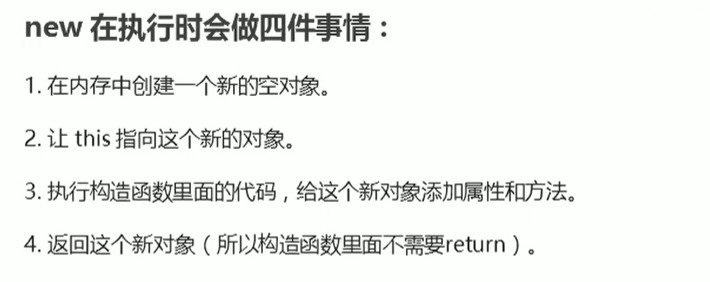 new 在执行时会做四件事情：
1. 在内存中创建一个新的空对象。
2. 让 this 指向这个新的对象。
3. 执行构造函数里面的代码，给这个新对象添加属性和方法。
4. 返回这个新对象（所以构造函数里面不需要return）。